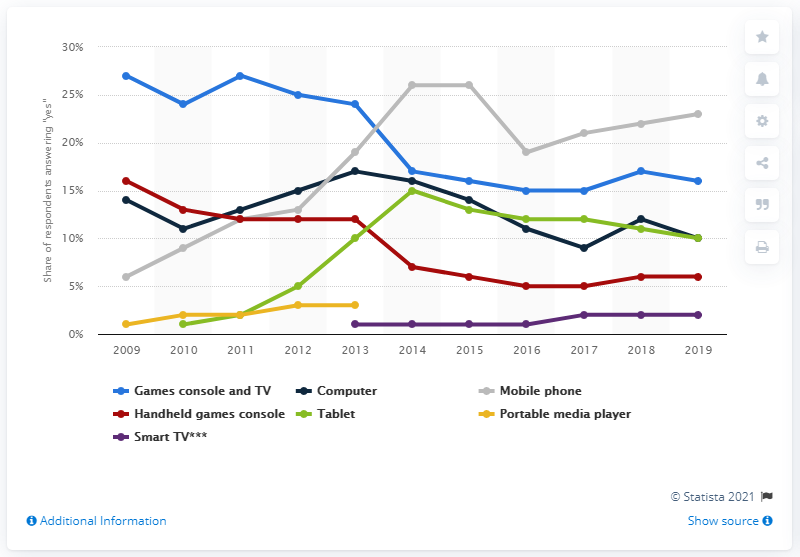 30%
25%
20%
15%
10%
5%
0%
Share of respondents answering "yes"
2009 2010 2011 2012 2013 2014 2015 2016 2017 2018 2019
Games console and TV Computer Mobile phone
Handheld games console Tablet Portable media player
Smart TV***
© Statista 2021
Additional Information Show source